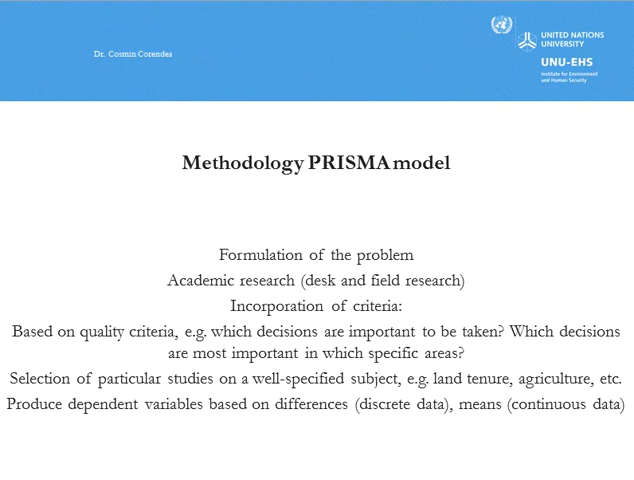 Dr. Cosmin Corendea
UNITED NATIONS
UNIVERSITY
UNU-EHS
Institute for Environment
and Human Security
Methodology PRISMA model
Formulation of the problem
Academic research (desk and field research)
Incorporation of criteria:
Based on quality criteria, e.g. which decisions are important to be taken? Which decisions
are most important in which specific areas?
Selection of particular studies on a well-specified subject, e.g. land tenure, agriculture, etc.
Produce dependent variables based on differences (discrete data), means (continuous data)